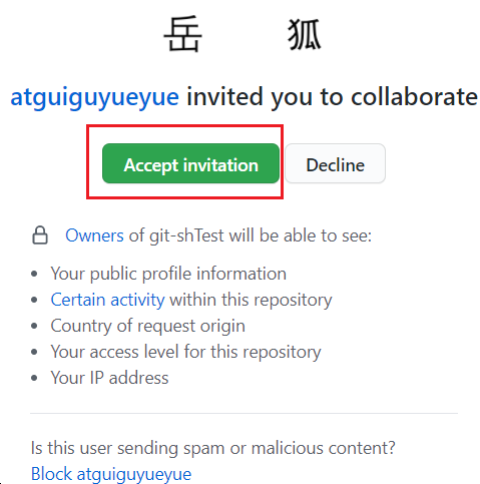 岳 狐
atguiguyueyue invited you to collaborate
Accept invitation Decline
Owners of git-shTest will be able to see:
• Your public profile information
• Certain activity within this repository
• Country of request origin
• Your access level for this repository
• Your IP address
Is this user sending spam or malicious content?
Block atguiguyueyue